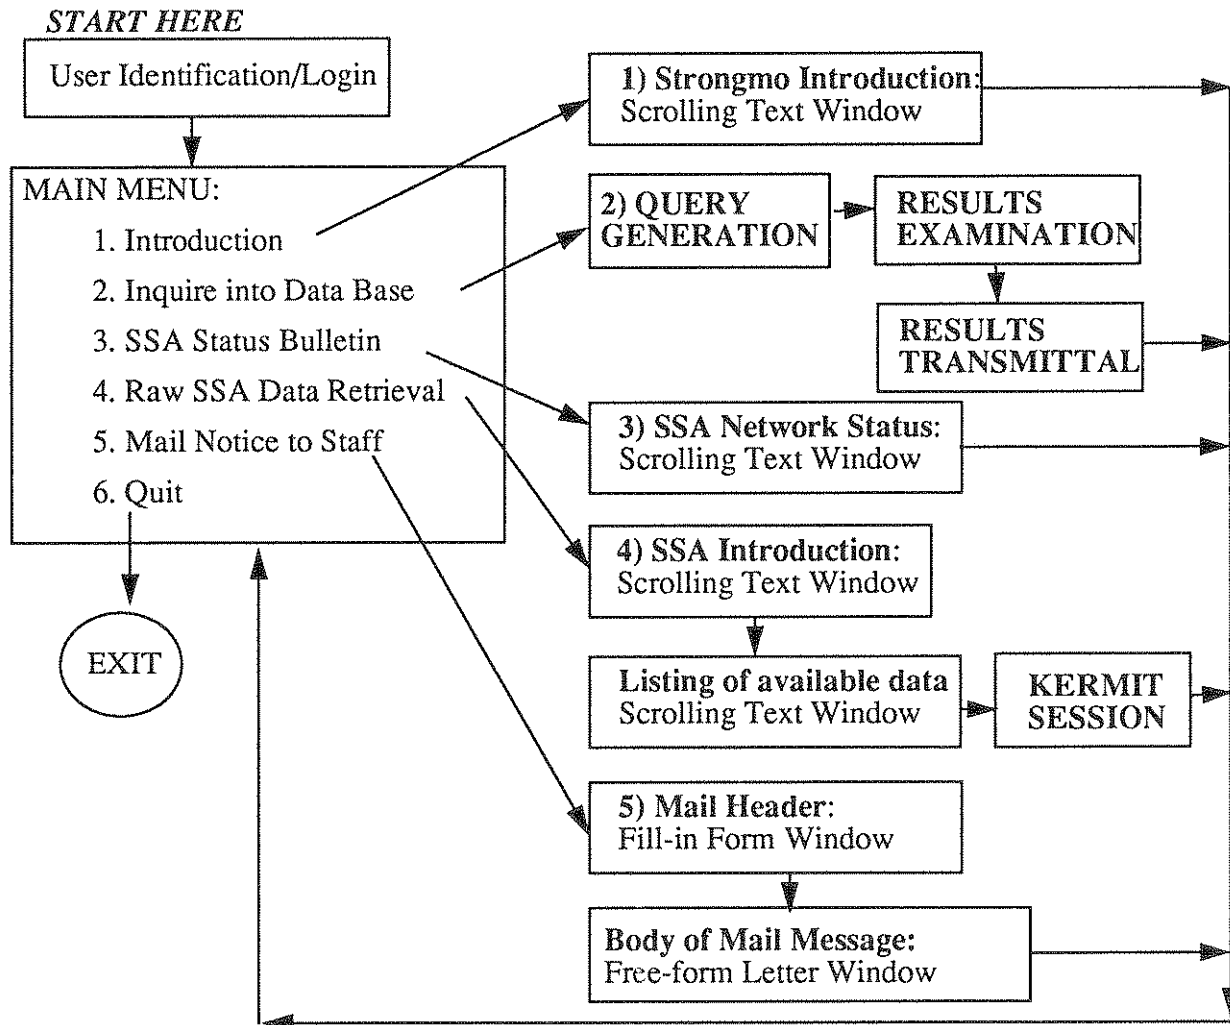 START HERE
User Identification/Login
MAIN MENU:
1. Introduction
2. Inquire into Data Base
3. SSA Status Bulletin
4. Raw SSA Data Retrieval
5. Mail Notice to Staff
6. Quit
EXIT
1) Strongmo Introduction:
Scrolling Text Window
2) QUERY
GENERATION
RESULTS
EXAMINATION
RESULTS
TRANSMITTAL
3) SSA Network Status:
Scrolling Text Window
4) SSA Introduction:
Scrolling Text Window
Listing of available data
Scrolling Text Window
KERMIT
SESSION
5) Mail Header:
Fill-in Form Window
Body of Mail Message:
Free-form Letter Window